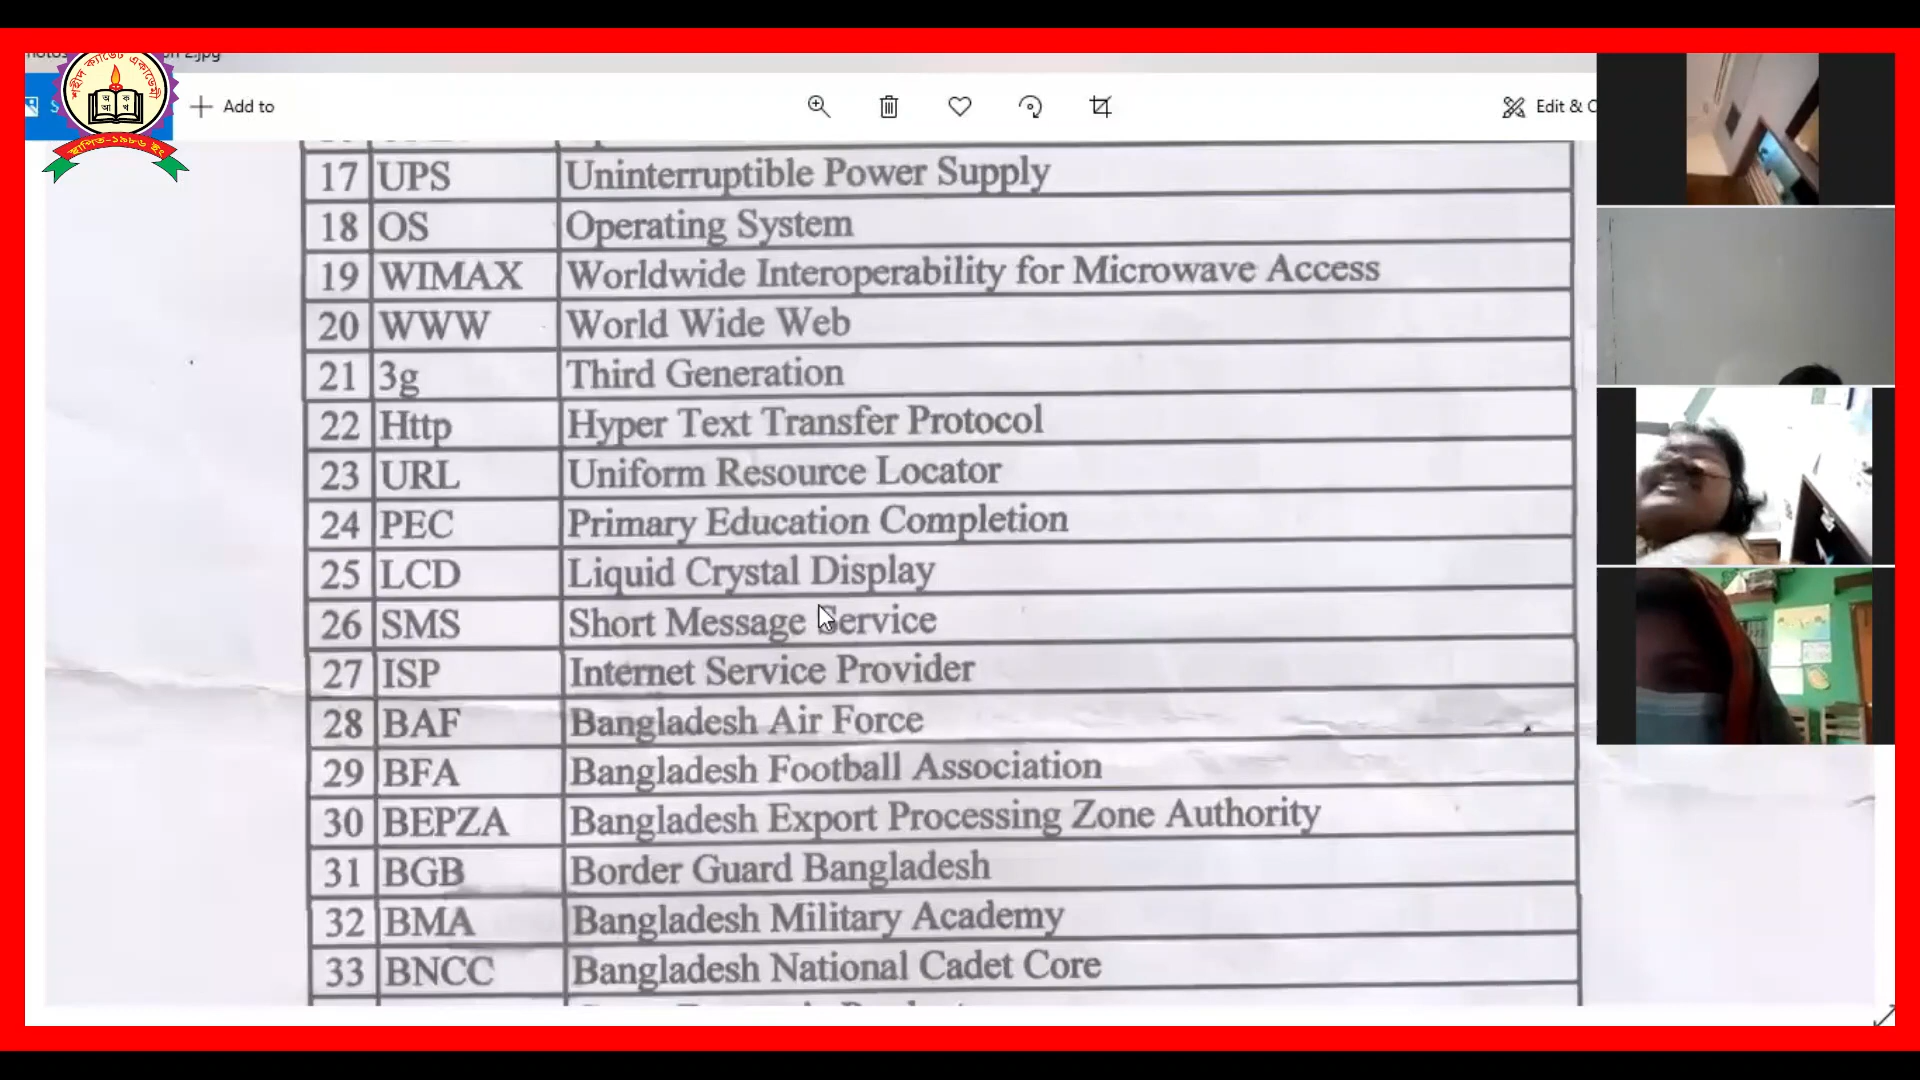 শহীদ ক্যাডেট একাডেমী
অ ক
আ খ
স্থাপিত-১৯৮৬ ইং
Add to
Edit & C
17 UPS Uninterruptible Power Supply
18 OS Operating System
19 WIMAX Worldwide Interoperability for Microwave Access
20 WWW World Wide Web
21 3g Third Generation
22 Http Hyper Text Transfer Protocol
23 URL Uniform Resource Locator
24 PEC Primary Education Completion
25 LCD Liquid Crystal Display
26 SMS Short Message Service
27 ISP Internet Service Provider
28 BAF Bangladesh Air Force
29 BFA Bangladesh Football Association
30 BEPZA Bangladesh Export Processing Zone Authority
31 BGB Border Guard Bangladesh
32 BMA Bangladesh Military Academy
33 BNCC Bangladesh National Cadet Core